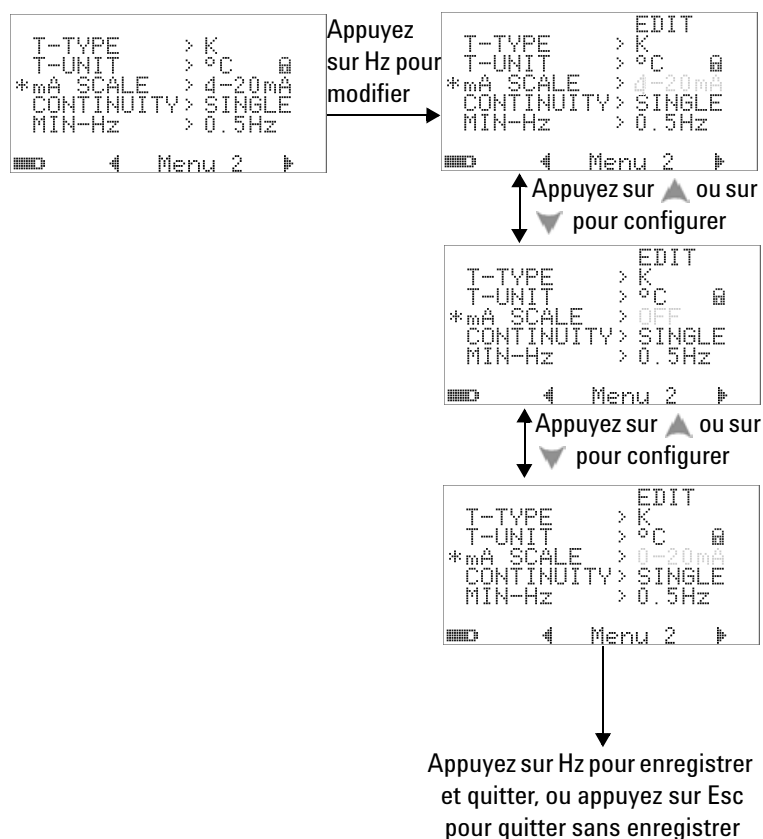 T-TYPE > K
T-UNIT > °C
*mA SCALE > 4-20mA
CONTINUITY> SINGLE
MIN-Hz > 0.5Hz
Menu 2
Appuyez
sur Hz pour
modifier
EDIT
T-TYPE > K
T-UNIT > °C
*mA SCALE > 4-20mA
CONTINUITY> SINGLE
MIN-Hz > 0.5Hz
Menu 2
Appuyez sur ou sur
pour configurer
EDIT
T-TYPE > K
T-UNIT > °C
*mA SCALE > OFF
CONTINUITY> SINGLE
MIN-Hz > 0.5Hz
Menu 2
Appuyez sur ou sur
pour configurer
EDIT
T-TYPE > K
T-UNIT > °C
*mA SCALE > 0-20mA
CONTINUITY> SINGLE
MIN-Hz > 0.5Hz
Menu 2
Appuyez sur Hz pour enregistrer
et quitter, ou appuyez sur Esc
pour quitter sans enregistrer